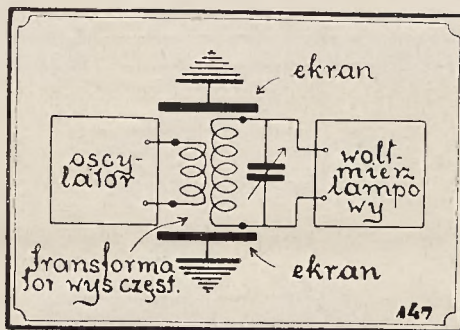 ekran
oscy-
lator
wolt-
mierz
lampo
wy
transforma
tor wys częst.
ekran
147